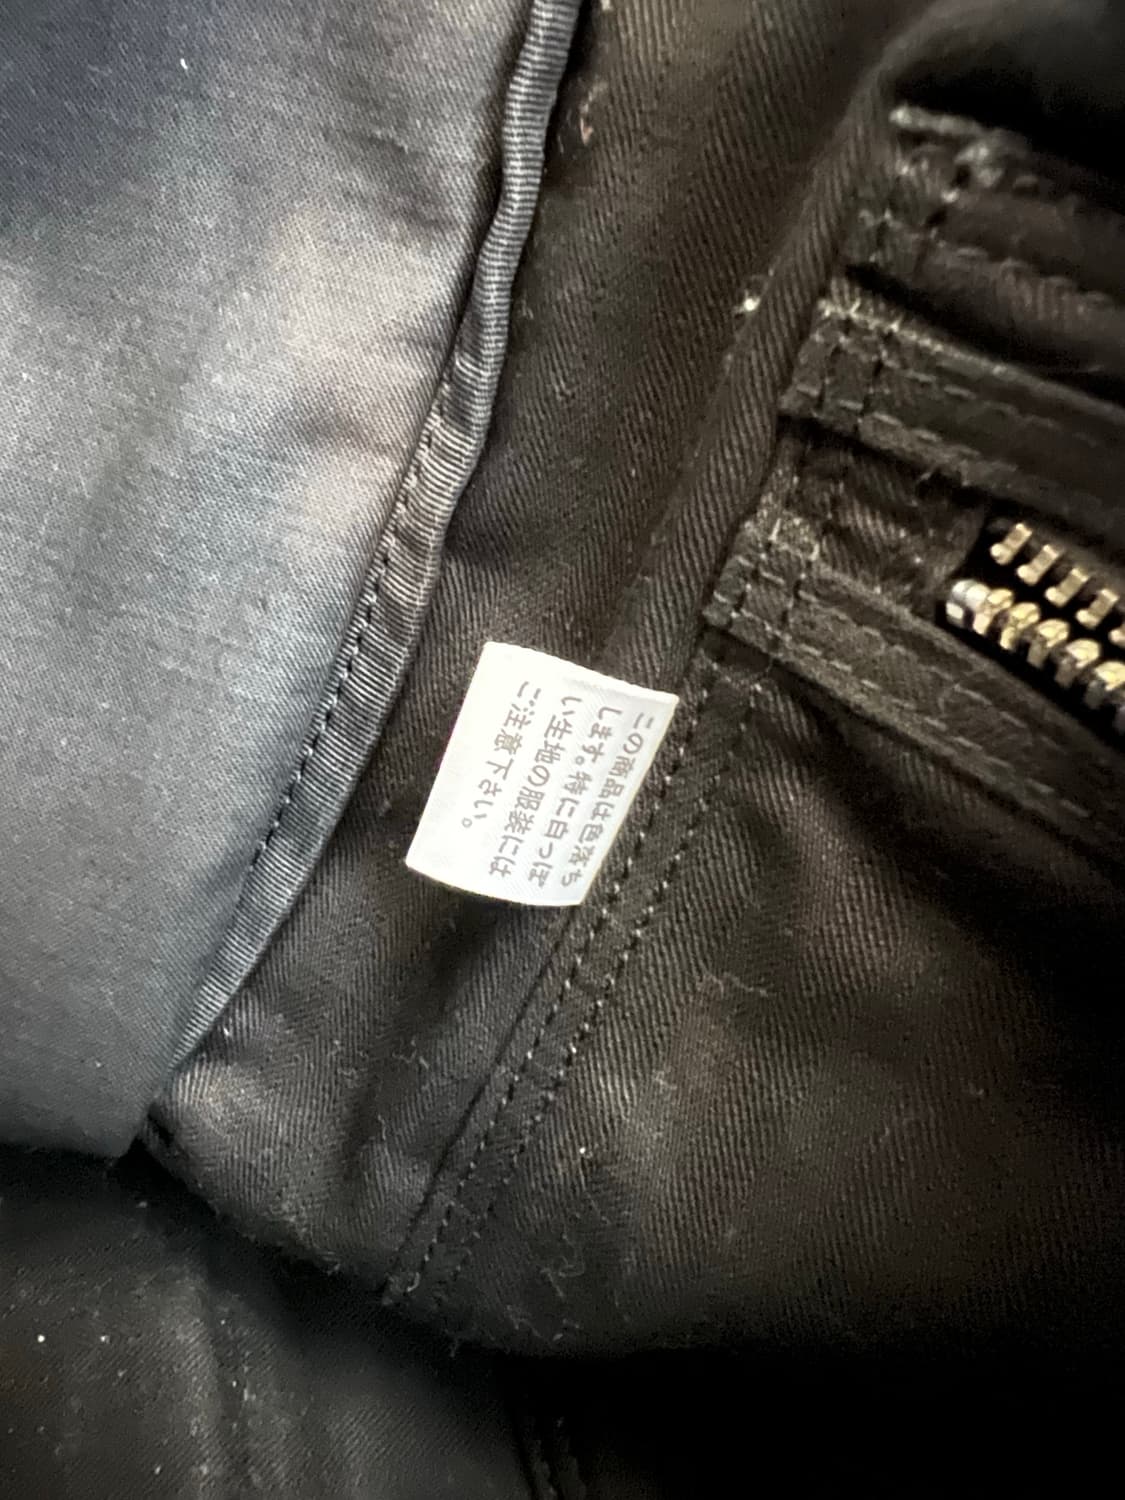 この商品は色落ち
します。特に白っぽ
い生地の服装には
ご注意下さい。